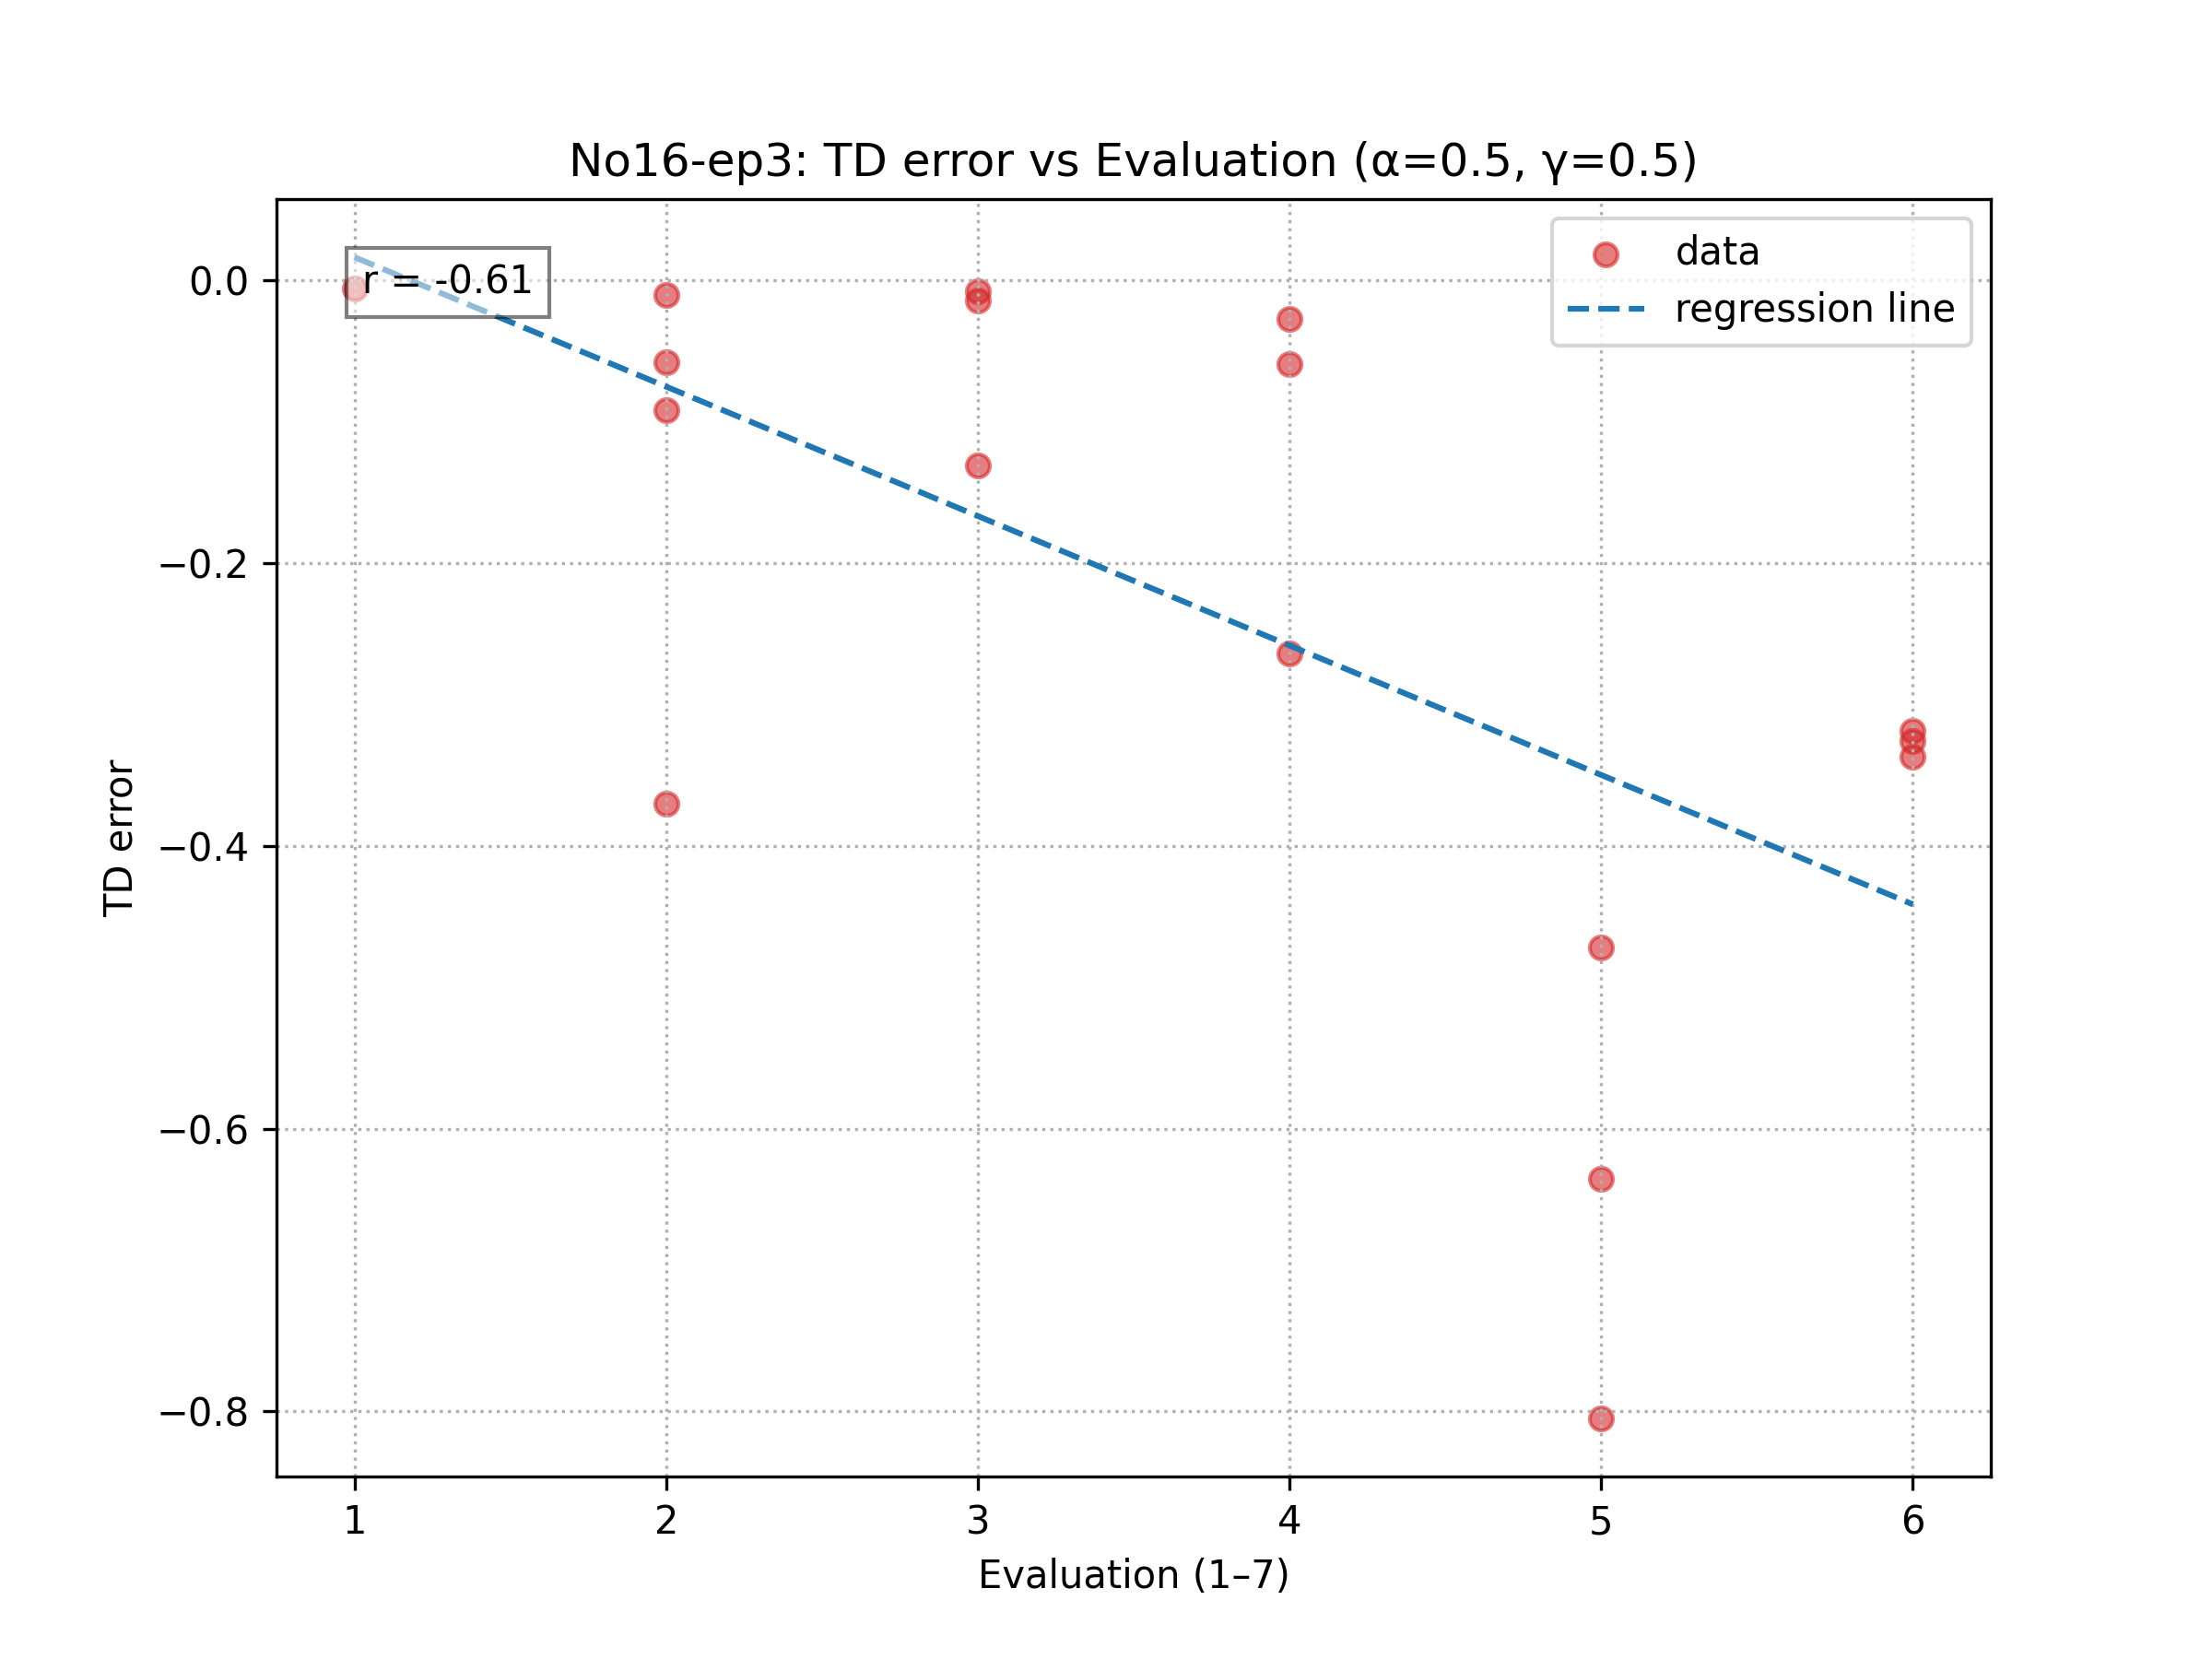 No16-ep3: TD error vs Evaluation (α=0.5, γ=0.5)
r = -0.61
data
regression line
0.0
−0.2
−0.4
−0.6
−0.8
TD error
1 2 3 4 5 6
Evaluation (1–7)